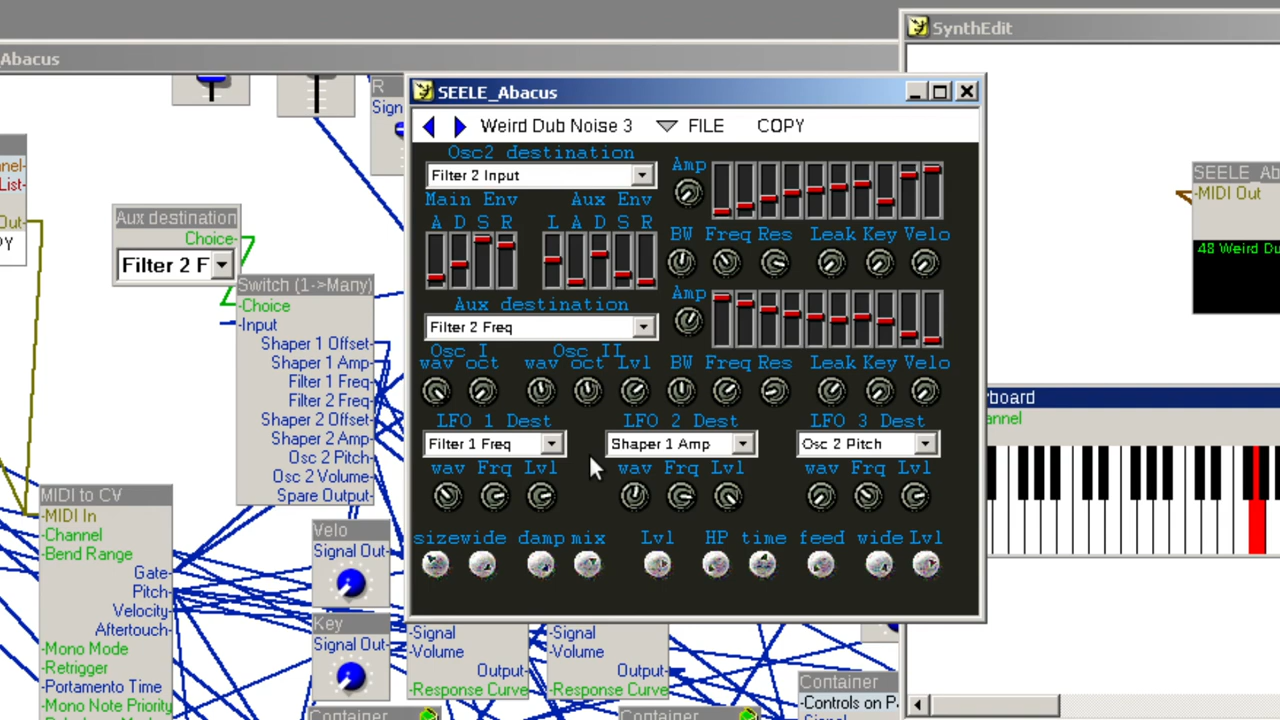 _Abacus
SynthEdit
R
Sign
nnel-
List-
Out-
PY
Aux destination
Choice-
Filter 2 F
Switch (1->Many)
-Choice
-Input
Shaper 1 Offset-
Shaper 1 Amp-
Filter 1 Freq-
Filter 2 Freq-
Shaper 2 Offset-
Shaper 2 Amp-
Osc 2 Pitch-
Osc 2 Volume-
Spare Output-
MIDI to CV
-MIDI In
-Channel
-Bend Range
Gate-
Pitch-
Velocity-
Aftertouch-
-Mono Mode
-Retrigger
-Portamento Time
-Mono Note Priority
Velo
Signal Out-
Key
Signal Out-
Container
SEELE_Abacus
Weird Dub Noise 3 FILE COPY
Osc2 destination
Filter 2 Input
Main Env Aux Env
A D S R L A D S R
Aux destination
Filter 2 Freq
Amp
BW Freq Res Leak Key Velo
Amp
BW Freq Res Leak Key Velo
Osc I Osc II
wav oct wav oct Lvl
LFO 1 Dest LFO 2 Dest LFO 3 Dest
Filter 1 Freq Shaper 1 Amp Osc 2 Pitch
wav Frq Lvl wav Frq Lvl wav Frq Lvl
size wide damp mix Lvl HP time feed wide Lvl
-Signal
-Volume
Output-
-Response Curve
-Signal
-Volume
Output-
-Response Curve
Container
Container
-Controls on P
SEELE_Ab
-MIDI Out
48 Weird Du
board
annel